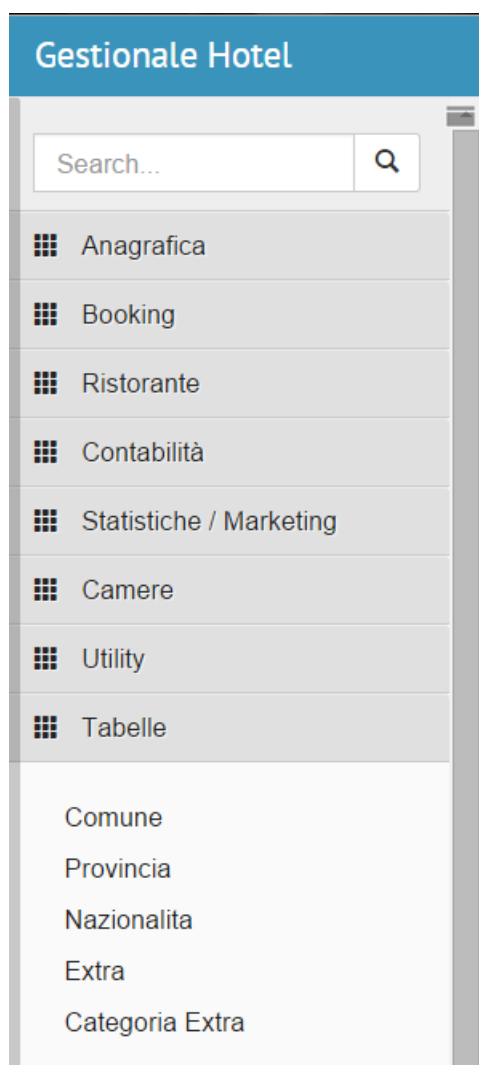 Gestionale Hotel
Search...
Anagrafica
Booking
Ristorante
Contabilità
Statistiche / Marketing
Camere
Utility
Tabelle
Comune
Provincia
Nazionalita
Extra
Categoria Extra